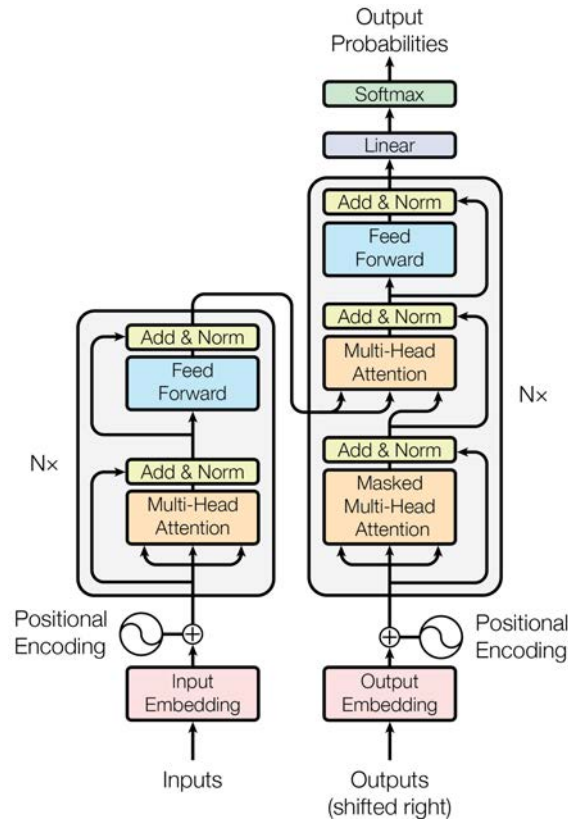 Output
Probabilities
Softmax
Linear
Add & Norm
Feed
Forward
Add & Norm
Multi-Head
Attention
Add & Norm
Masked
Multi-Head
Attention
N×
Add & Norm
Feed
Forward
Add & Norm
Multi-Head
Attention
N×
Positional
Encoding
Positional
Encoding
Input
Embedding
Output
Embedding
Inputs
Outputs
(shifted right)